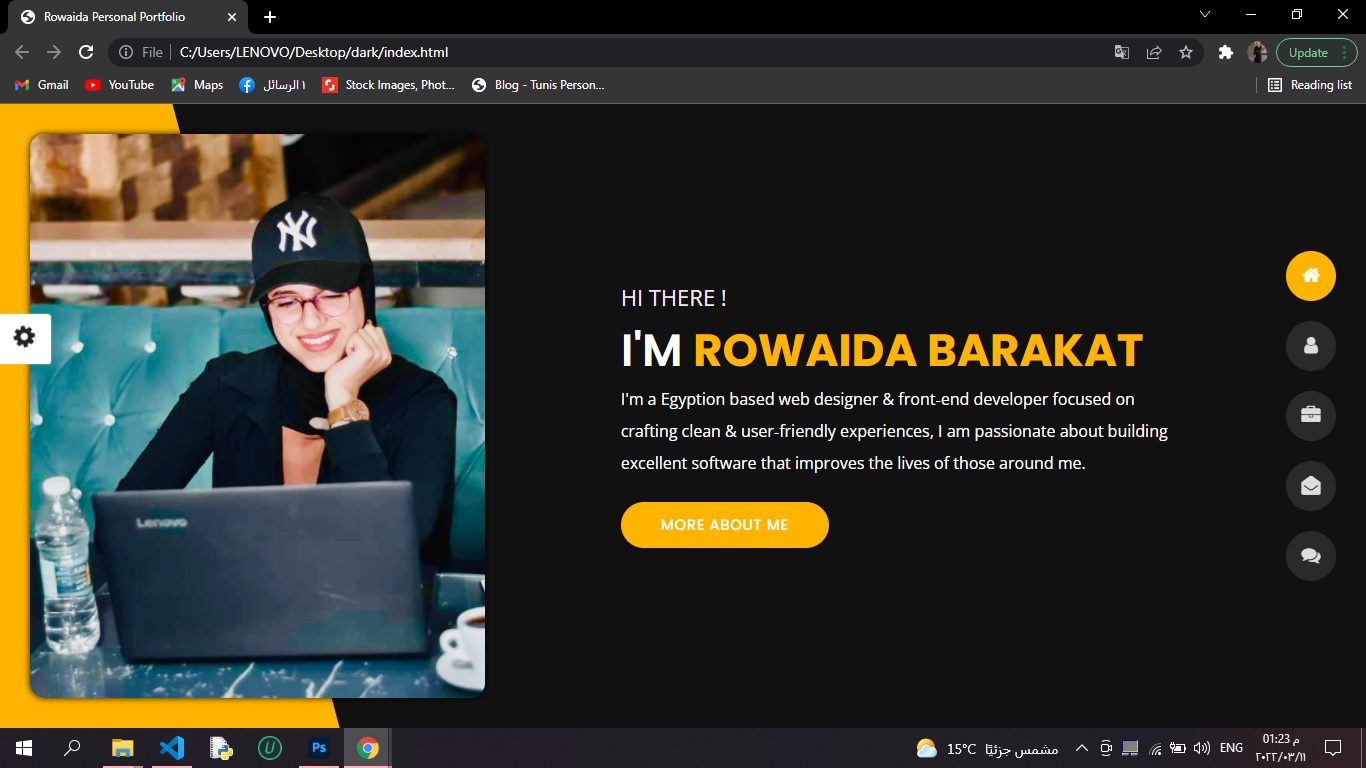 Rowaida Personal Portfolio
File
C:/Users/LENOVO/Desktop/dark/index.html
Update
Gmail
YouTube
Maps
١ الرسائل
Stock Images, Phot...
Blog - Tunis Person...
Reading list
NY
Lenovo
HI THERE !
I'M ROWAIDA BARAKAT
I'm a Egyption based web designer & front-end developer focused on
crafting clean & user-friendly experiences, I am passionate about building
excellent software that improves the lives of those around me.
MORE ABOUT ME
Ps
U
15°C مشمس جزئيًا
ENG
01:23 م
٢٠٢٢/٠٣/١١